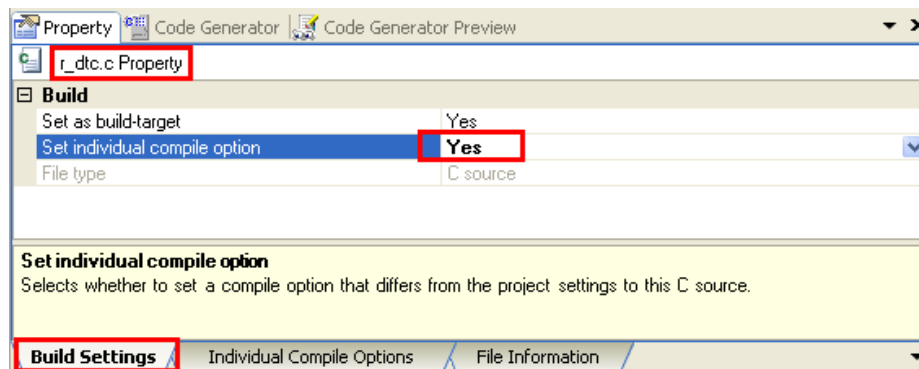 Property Code Generator Code Generator Preview
r_dtc.c Property
Build
Set as build-target Yes
Set individual compile option Yes
File type C source
Set individual compile option
Selects whether to set a compile option that differs from the project settings to this C source.
Build Settings Individual Compile Options File Information